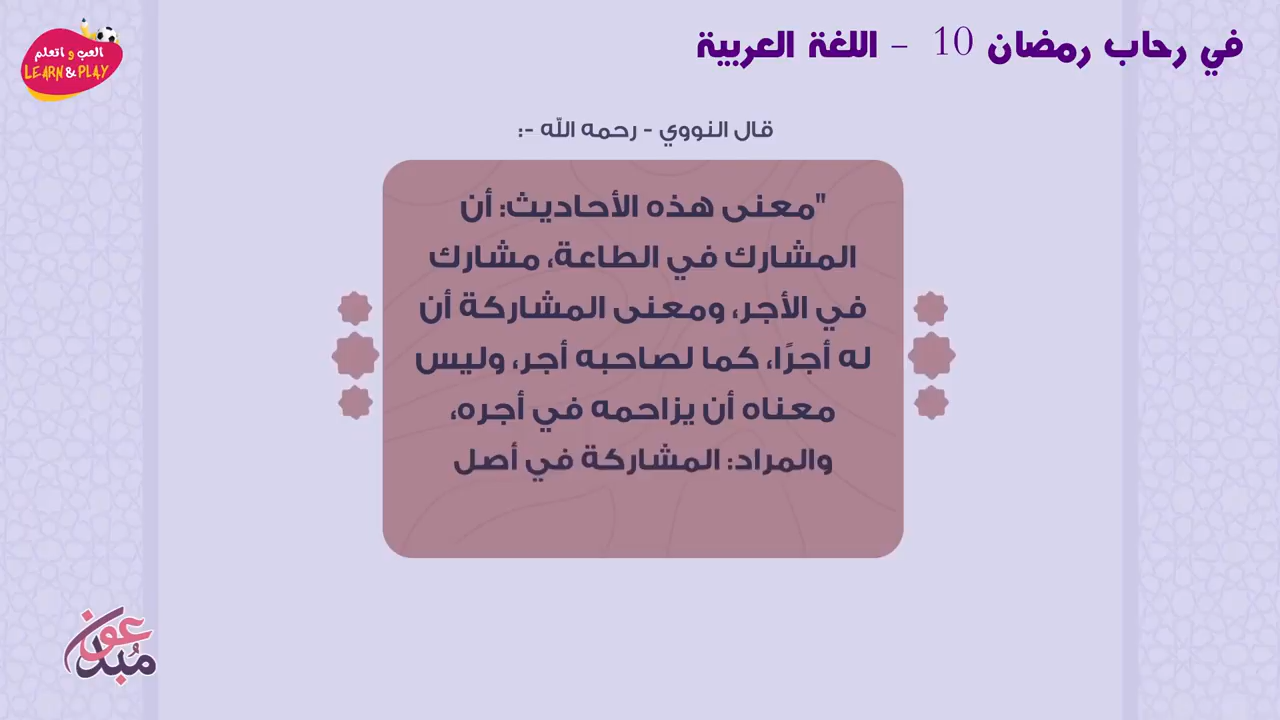 في رحاب رمضان 10 - اللغة العربية
العب و اتعلم
LEARN & PLAY
قال النووي - رحمه الله -:
"معنى هذه الأحاديث: أن
المشارك في الطاعة، مشارك
في الأجر، ومعنى المشاركة أن
له أجرًا، كما لصاحبه أجر، وليس
معناه أن يزاحمه في أجره،
والمراد: المشاركة في أصل
مُبدعون